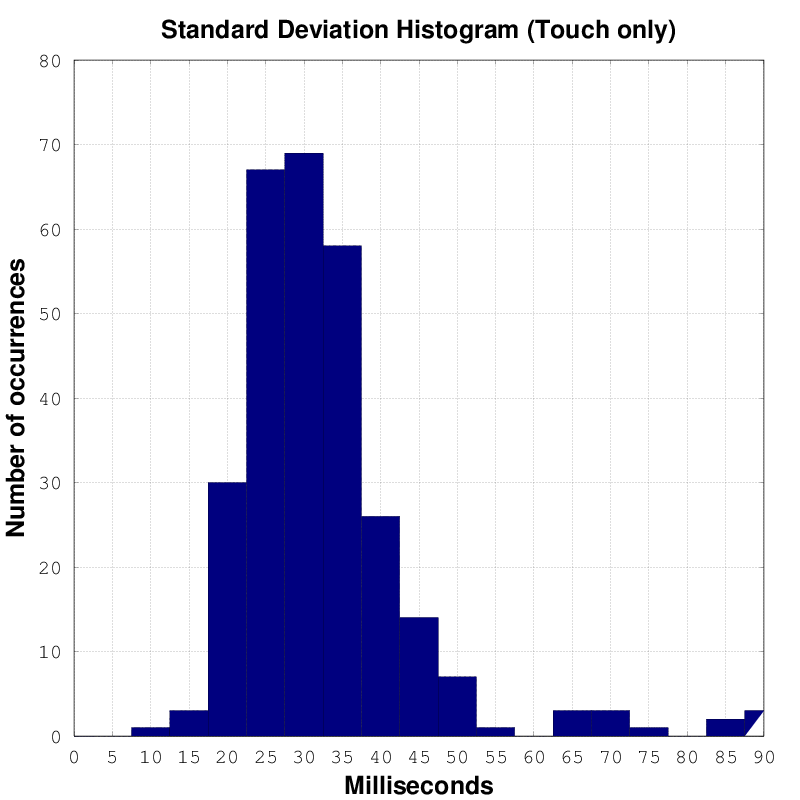 Standard Deviation Histogram (Touch only)
80
70
60
50
40
30
20
10
0
Number of occurrences
0 5 10 15 20 25 30 35 40 45 50 55 60 65 70 75 80 85 90
Milliseconds